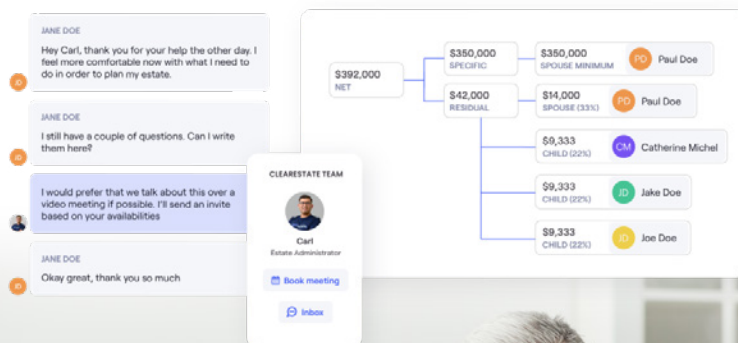 JANE DOE
Hey Carl, thank you for your help the other day. I
feel more comfortable now with what I need to
do in order to plan my estate.
JD
JANE DOE
I still have a couple of questions. Can I write
them here?
JD
I would prefer that we talk about this over a
video meeting if possible. I'll send an invite
based on your availabilities
JANE DOE
Okay great, thank you so much
JD
CLEARESTATE TEAM
Carl
Estate Administrator
Book meeting
Inbox
$392,000
NET
$350,000
SPECIFIC
$350,000
SPOUSE MINIMUM
PD Paul Doe
$42,000
RESIDUAL
$14,000
SPOUSE (33%)
PD Paul Doe
$9,333
CHILD (22%)
CM Catherine Michel
$9,333
CHILD (22%)
JD Jake Doe
$9,333
CHILD (22%)
JD Joe Doe